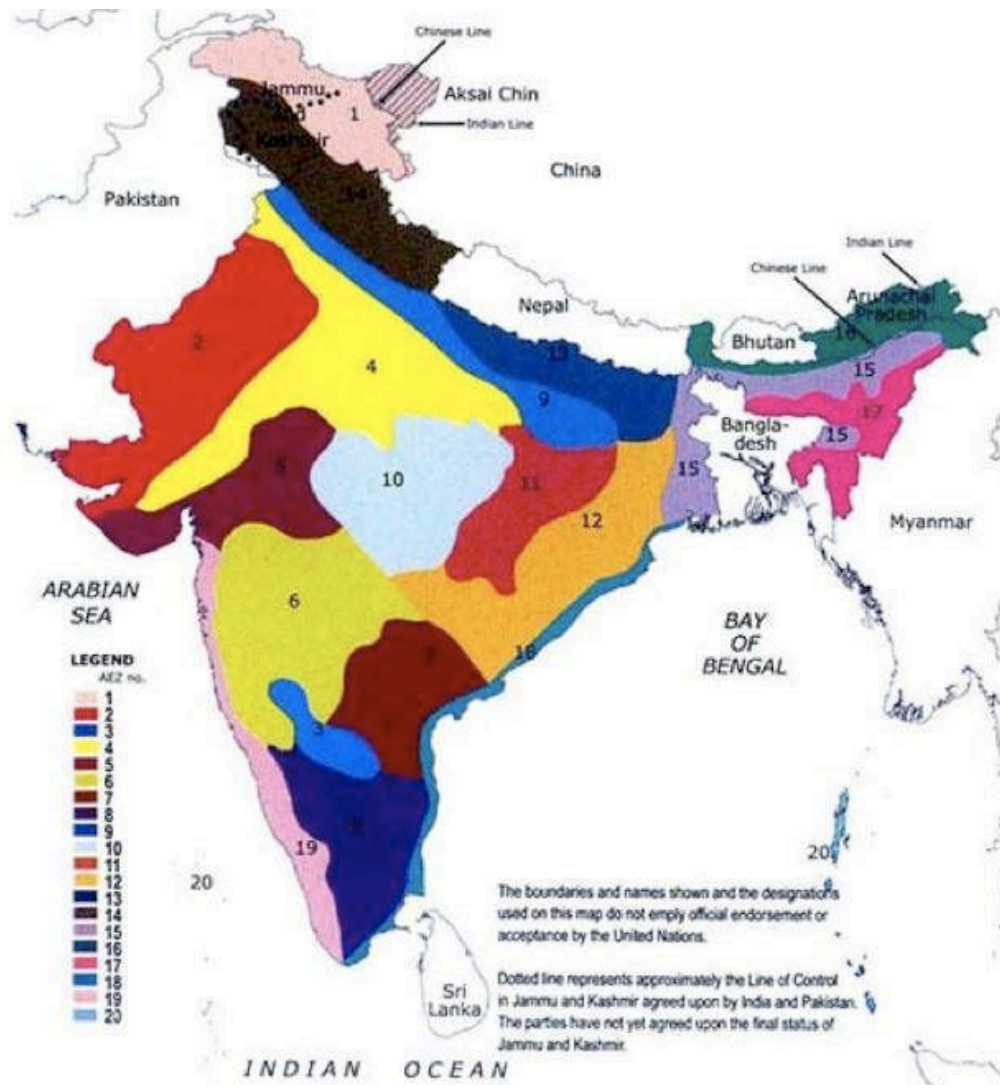 Chinese Line
Jammu
Aksai Chin
and
1
Indian Line
Kashmir
China
14
Pakistan
Indian Line
Chinese Line
Arunachal
Pradesh
Nepal
16
Bhutan
2
13
4
15
9
17
Bangla-
desh
15
5
10
11
15
12
Myanmar
ARABIAN
SEA
6
BAY
OF
BENGAL
7
18
LEGEND
AEZ no.
1
2
3
4
5
6
7
8
9
10
11
12
13
14
15
16
17
18
19
20
3
8
19
20
20
The boundaries and names shown and the designations
used on this map do not emply official endorsement or
acceptance by the United Nations.
Dotted line represents approximately the Line of Control
in Jammu and Kashmir agreed upon by India and Pakistan.
The parties have not yet agreed upon the final status of
Jammu and Kashmir.
Sri
Lanka
INDIAN OCEAN